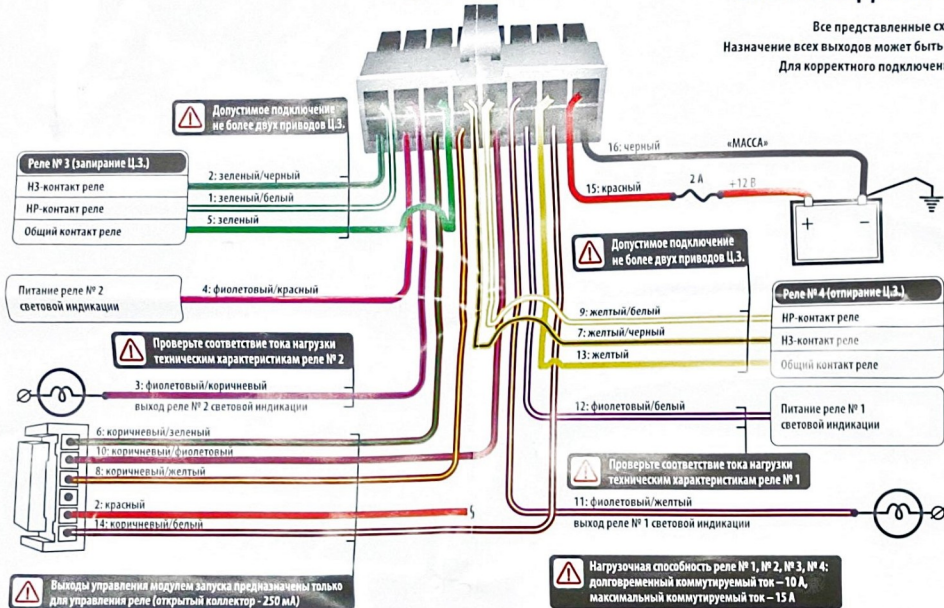 Все представленные сх
Назначение всех выходов может быть
Для корректного подключен
Допустимое подключение
не более двух приводов Ц.З.
16: черный
«МАССА»
Реле № 3 (запирание Ц.З.)
НЗ-контакт реле
НР-контакт реле
Общий контакт реле
2: зеленый/черный
1: зеленый/белый
5: зеленый
15: красный
2 А
+12 В
+
−
Допустимое подключение
не более двух приводов Ц.З.
Питание реле № 2
световой индикации
4: фиолетовый/красный
Реле № 4 (отпирание Ц.З.)
НР-контакт реле
НЗ-контакт реле
Общий контакт реле
9: желтый/белый
7: желтый/черный
13: желтый
Проверьте соответствие тока нагрузки
техническим характеристикам реле № 2
3: фиолетовый/коричневый
выход реле № 2 световой индикации
12: фиолетовый/белый
Питание реле № 1
световой индикации
6: коричневый/зеленый
10: коричневый/фиолетовый
8: коричневый/желтый
2: красный
14: коричневый/белый
Проверьте соответствие тока нагрузки
техническим характеристикам реле № 1
11: фиолетовый/желтый
выход реле № 1 световой индикации
Выходы управления модулем запуска предназначены только
для управления реле (открытый коллектор - 250 мА)
Нагрузочная способность реле № 1, № 2, № 3, № 4:
долговременный коммутируемый ток – 10 А,
максимальный коммутируемый ток – 15 А